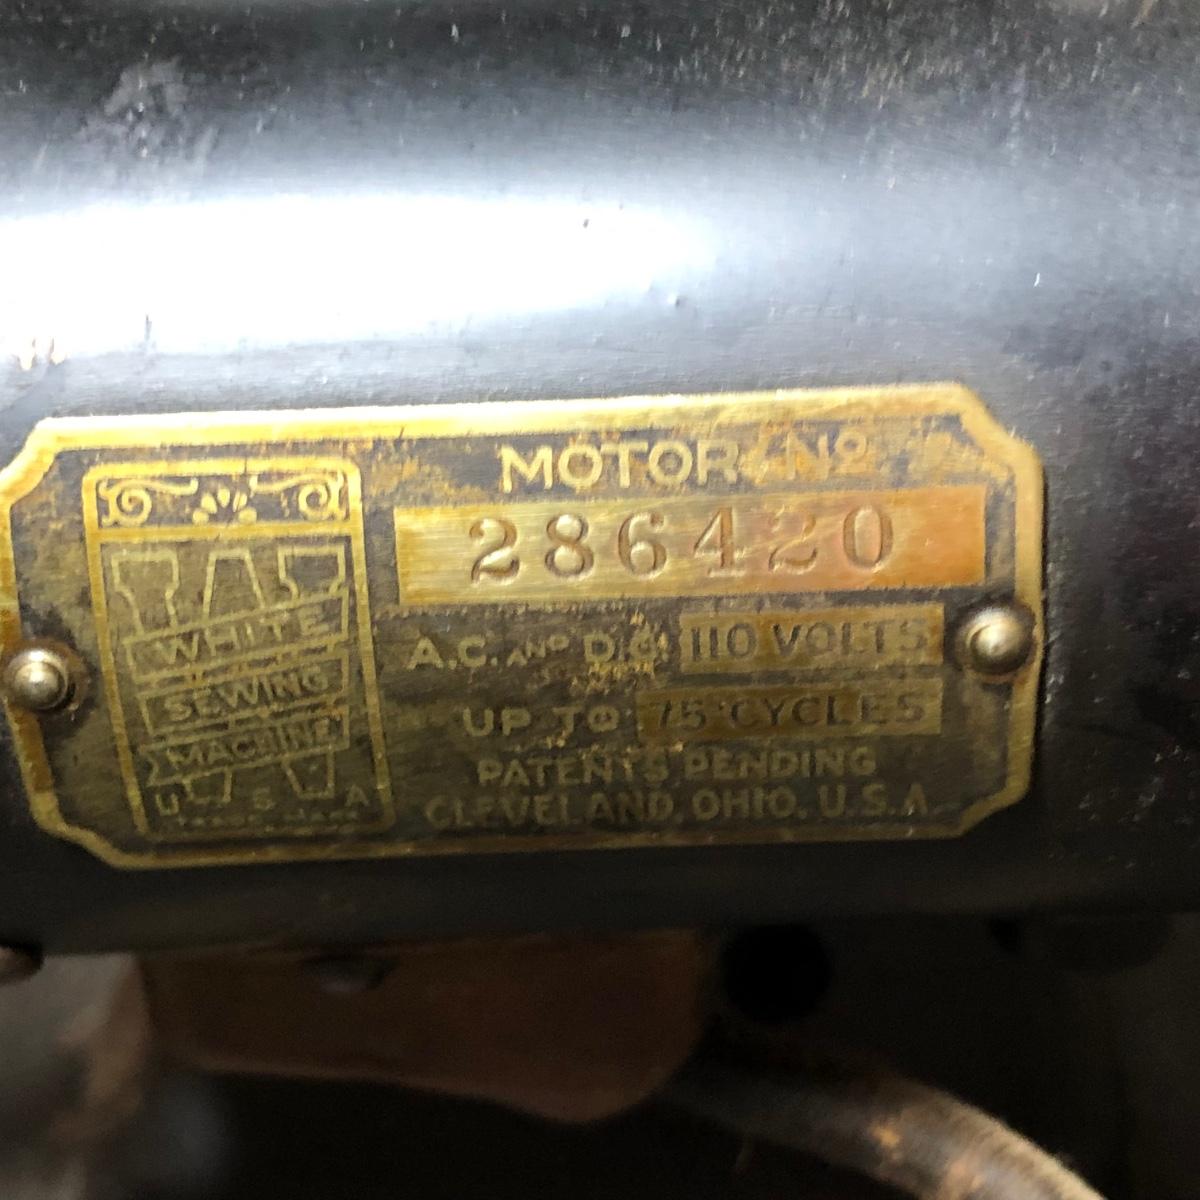 WHITE
SEWING
MACHINE
U S A
MOTOR Nº
286420
A.C. AND D.C. 110 VOLTS
UP TO 75 CYCLES
PATENTS PENDING
CLEVELAND, OHIO. U.S.A